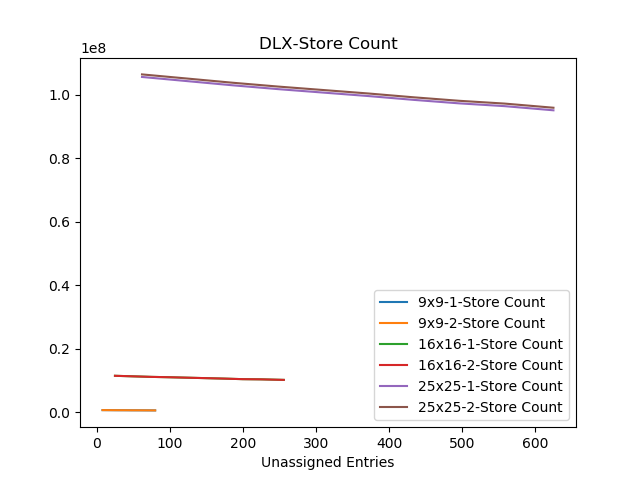 DLX-Store Count
1e8
1.0
0.8
0.6
0.4
0.2
0.0
9x9-1-Store Count
9x9-2-Store Count
16x16-1-Store Count
16x16-2-Store Count
25x25-1-Store Count
25x25-2-Store Count
0 100 200 300 400 500 600
Unassigned Entries